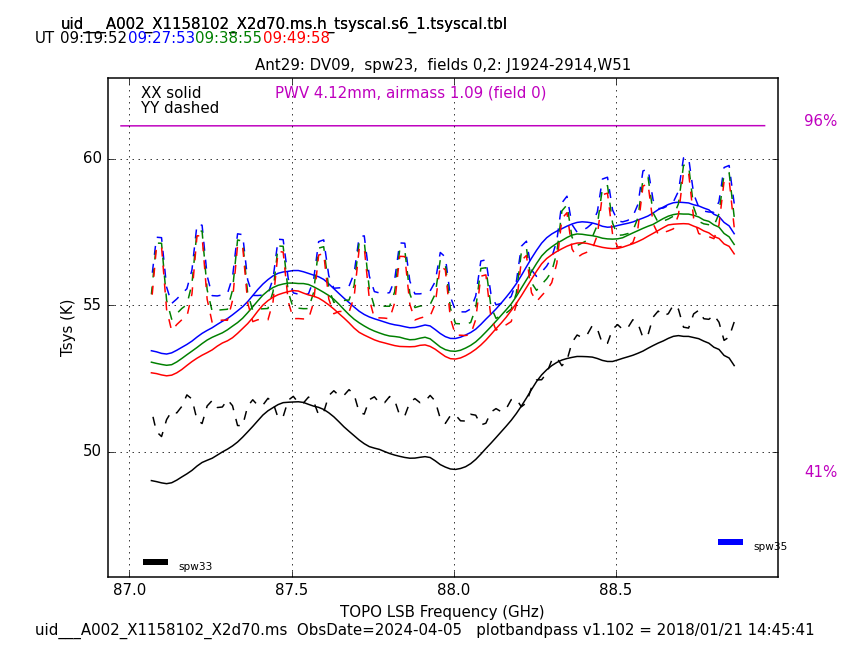 uid___A002_X1158102_X2d70.ms.h_tsyscal.s6_1.tsyscal.tbl
UT 09:19:52 09:27:53 09:38:55 09:49:58
Ant29: DV09,  spw23,  fields 0,2: J1924-2914,W51
XX solid
PWV 4.12mm, airmass 1.09 (field 0)
YY dashed
96%
60
55
50
Tsys (K)
41%
spw35
spw33
87.0 87.5 88.0 88.5
TOPO LSB Frequency (GHz)
uid___A002_X1158102_X2d70.ms  ObsDate=2024-04-05   plotbandpass v1.102 = 2018/01/21 14:45:41